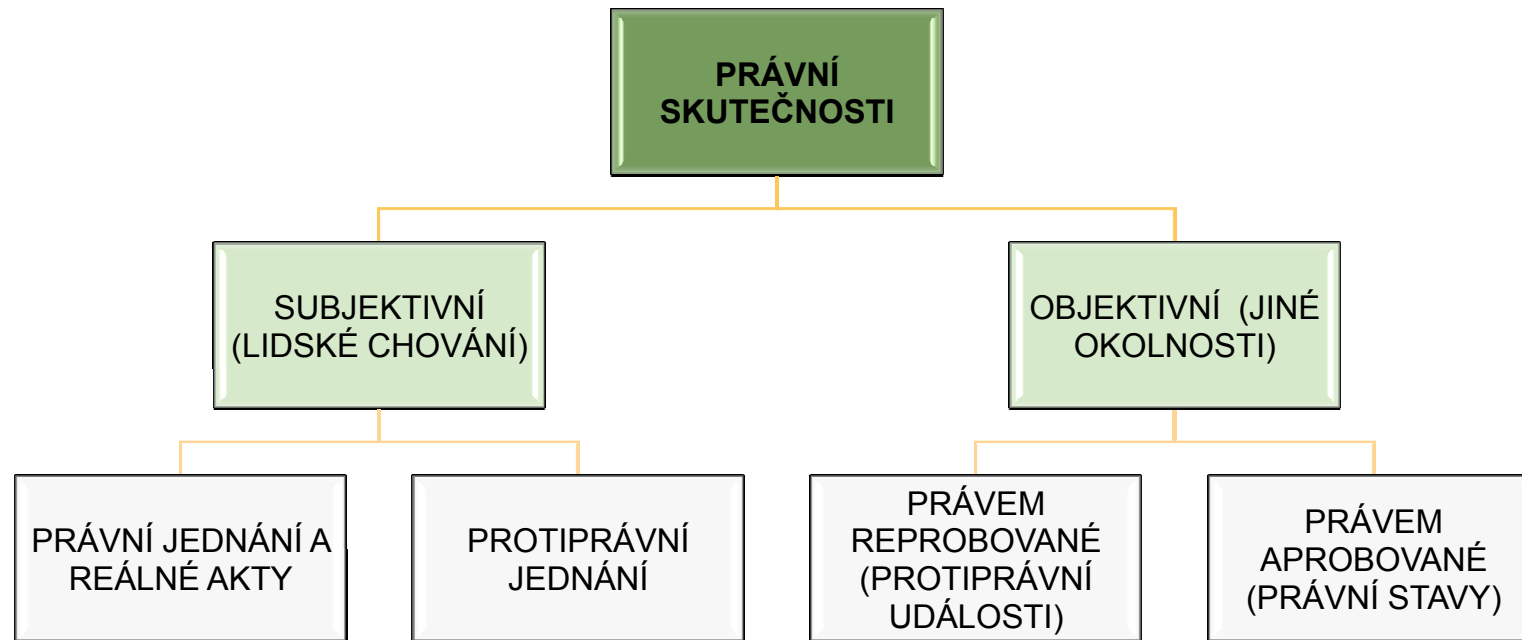 PRÁVNÍ
SKUTEČNOSTI
SUBJEKTIVNÍ
(LIDSKÉ CHOVÁNÍ)
OBJEKTIVNÍ (JINÉ
OKOLNOSTI)
PRÁVNÍ JEDNÁNÍ A
REÁLNÉ AKTY
PROTIPRÁVNÍ
JEDNÁNÍ
PRÁVEM
REPROBOVANÉ
(PROTIPRÁVNÍ
UDÁLOSTI)
PRÁVEM
APROBOVANÉ
(PRÁVNÍ STAVY)